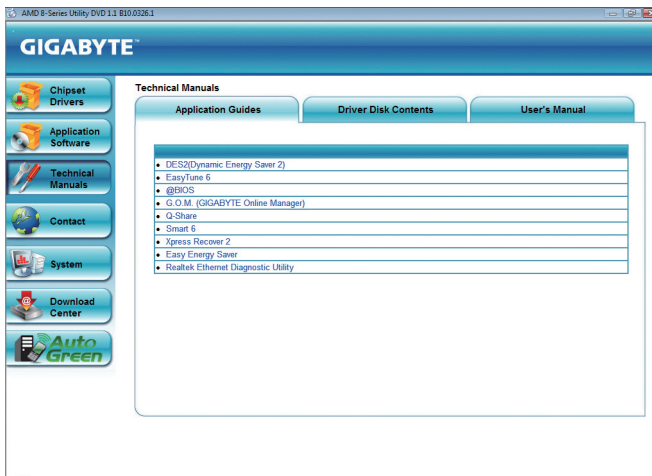 AMD 8-Series Utility DVD 1.1 B10.0326.1
GIGABYTE™
Chipset
Drivers
Application
Software
Technical
Manuals
Contact
System
Download
Center
Auto
Green
Technical Manuals
Application Guides
Driver Disk Contents
User's Manual
• DES2(Dynamic Energy Saver 2)
• EasyTune 6
• @BIOS
• G.O.M. (GIGABYTE Online Manager)
• Q-Share
• Smart 6
• Xpress Recover 2
• Easy Energy Saver
• Realtek Ethernet Diagnostic Utility